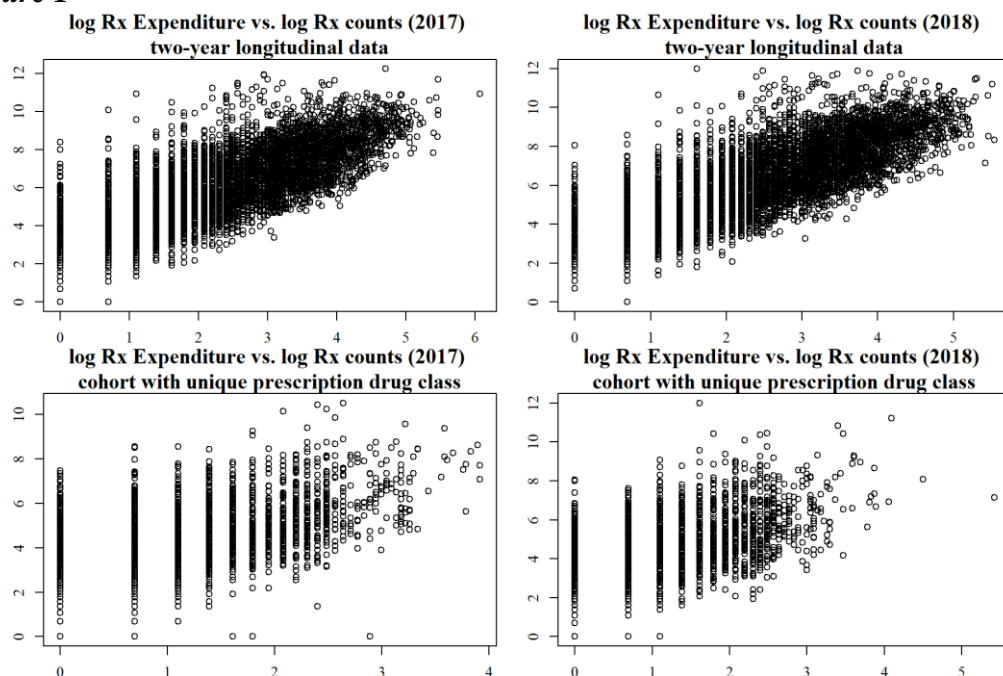 log Rx Expenditure vs. log Rx counts (2017)
two-year longitudinal data
12
10
8
6
4
2
0
0 1 2 3 4 5 6
log Rx Expenditure vs. log Rx counts (2018)
two-year longitudinal data
12
10
8
6
4
2
0
0 1 2 3 4 5
log Rx Expenditure vs. log Rx counts (2017)
cohort with unique prescription drug class
10
8
6
4
2
0
0 1 2 3 4
log Rx Expenditure vs. log Rx counts (2018)
cohort with unique prescription drug class
12
10
8
6
4
2
0
0 1 2 3 4 5